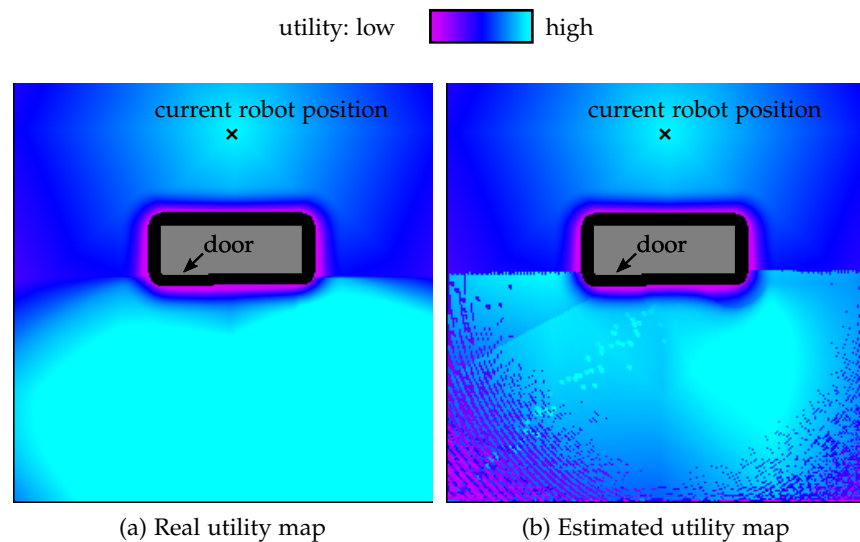 utility: low high
current robot position
door
current robot position
door
(a) Real utility map
(b) Estimated utility map